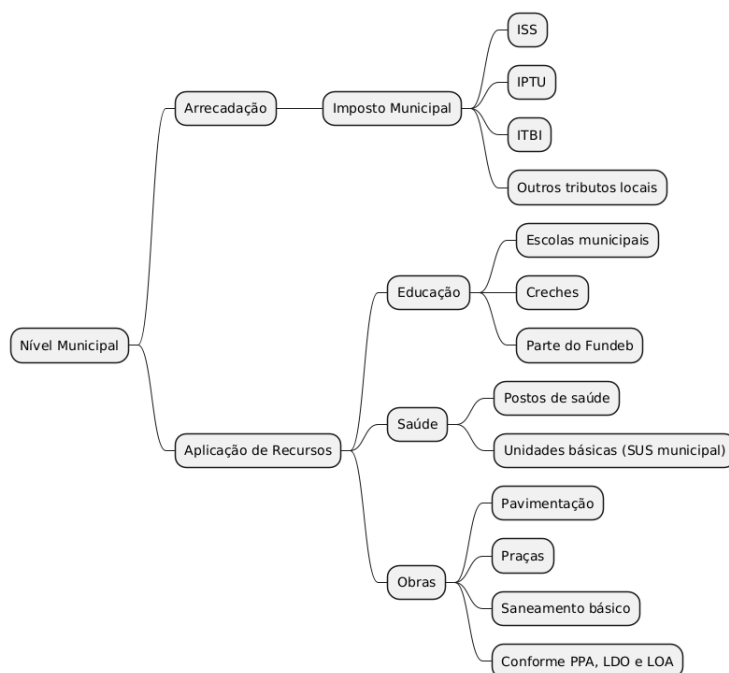 Nível Municipal
Arrecadação
Imposto Municipal
ISS
IPTU
ITBI
Outros tributos locais
Aplicação de Recursos
Educação
Escolas municipais
Creches
Parte do Fundeb
Saúde
Postos de saúde
Unidades básicas (SUS municipal)
Obras
Pavimentação
Praças
Saneamento básico
Conforme PPA, LDO e LOA